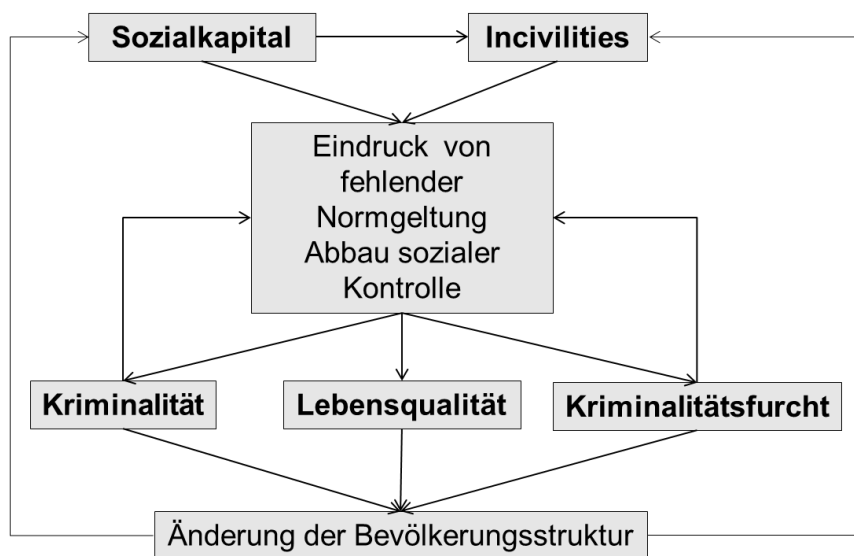 Sozialkapital
Incivilities
Eindruck von
fehlender
Normgeltung
Abbau sozialer
Kontrolle
Kriminalität
Lebensqualität
Kriminalitätsfurcht
Änderung der Bevölkerungsstruktur